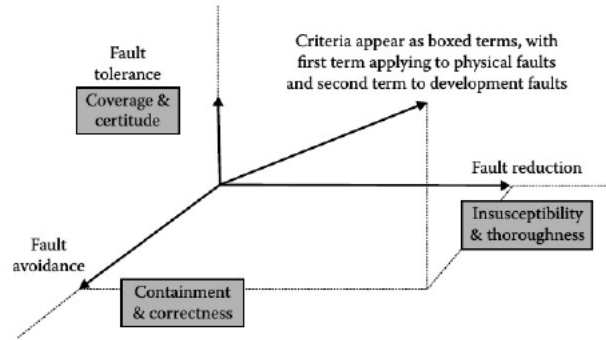 Fault
tolerance
Coverage &
certitude
Criteria appear as boxed terms, with
first term applying to physical faults
and second term to development faults
Fault reduction
Insusceptibility
& thoroughness
Fault
avoidance
Containment
& correctness